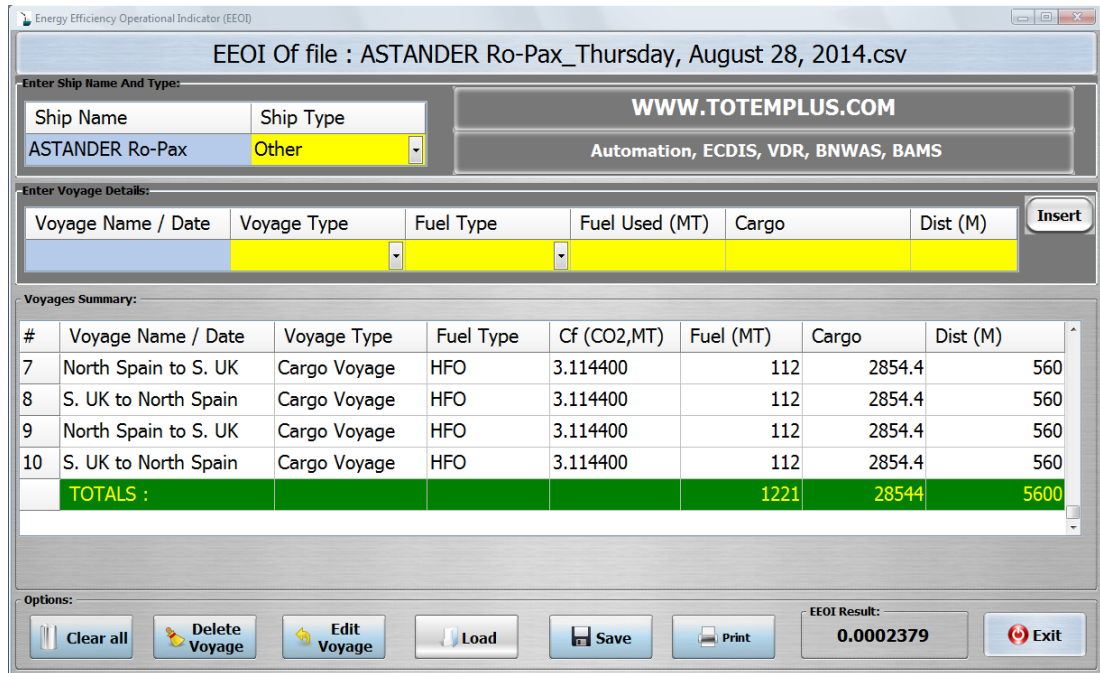 Energy Efficiency Operational Indicator (EEOI)
EEOI Of file : ASTANDER Ro-Pax_Thursday, August 28, 2014.csv
Enter Ship Name And Type:
Ship Name Ship Type
ASTANDER Ro-Pax Other
WWW.TOTEMPLUS.COM
Automation, ECDIS, VDR, BNWAS, BAMS
Enter Voyage Details:
Voyage Name / Date Voyage Type Fuel Type Fuel Used (MT) Cargo Dist (M) Insert
Voyages Summary:
# Voyage Name / Date Voyage Type Fuel Type Cf (CO2,MT) Fuel (MT) Cargo Dist (M)
7 North Spain to S. UK Cargo Voyage HFO 3.114400 112 2854.4 560
8 S. UK to North Spain Cargo Voyage HFO 3.114400 112 2854.4 560
9 North Spain to S. UK Cargo Voyage HFO 3.114400 112 2854.4 560
10 S. UK to North Spain Cargo Voyage HFO 3.114400 112 2854.4 560
TOTALS : 1221 28544 5600
Options:
Clear all Delete Voyage Edit Voyage Load Save Print
EEOI Result:
0.0002379
Exit